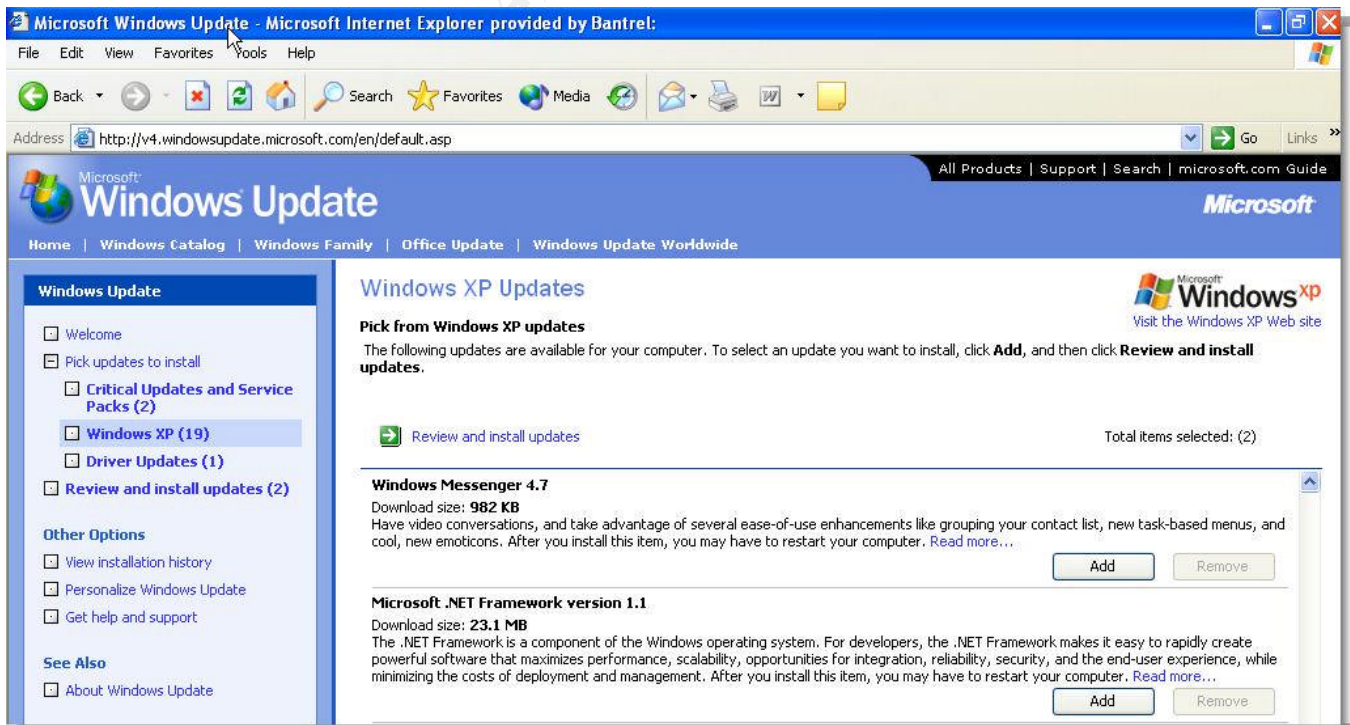 Microsoft Windows Update - Microsoft Internet Explorer provided by Bantrel:
File Edit View Favorites Tools Help
Back Search Favorites Media
Address http://v4.windowsupdate.microsoft.com/en/default.asp Go Links »
All Products | Support | Search | microsoft.com Guide
Microsoft
Windows Update
Microsoft
Home | Windows Catalog | Windows Family | Office Update | Windows Update Worldwide
Windows Update
Welcome
Pick updates to install
Critical Updates and Service
Packs (2)
Windows XP (19)
Driver Updates (1)
Review and install updates (2)
Other Options
View installation history
Personalize Windows Update
Get help and support
See Also
About Windows Update
Windows XP Updates
Microsoft
Windows xp
Visit the Windows XP Web site
Pick from Windows XP updates
The following updates are available for your computer. To select an update you want to install, click Add, and then click Review and install
updates.
Review and install updates Total items selected: (2)
Windows Messenger 4.7
Download size: 982 KB
Have video conversations, and take advantage of several ease-of-use enhancements like grouping your contact list, new task-based menus, and
cool, new emoticons. After you install this item, you may have to restart your computer. Read more...
Add Remove
Microsoft .NET Framework version 1.1
Download size: 23.1 MB
The .NET Framework is a component of the Windows operating system. For developers, the .NET Framework makes it easy to rapidly create
powerful software that maximizes performance, scalability, opportunities for integration, reliability, security, and the end-user experience, while
minimizing the costs of deployment and management. After you install this item, you may have to restart your computer. Read more...
Add Remove